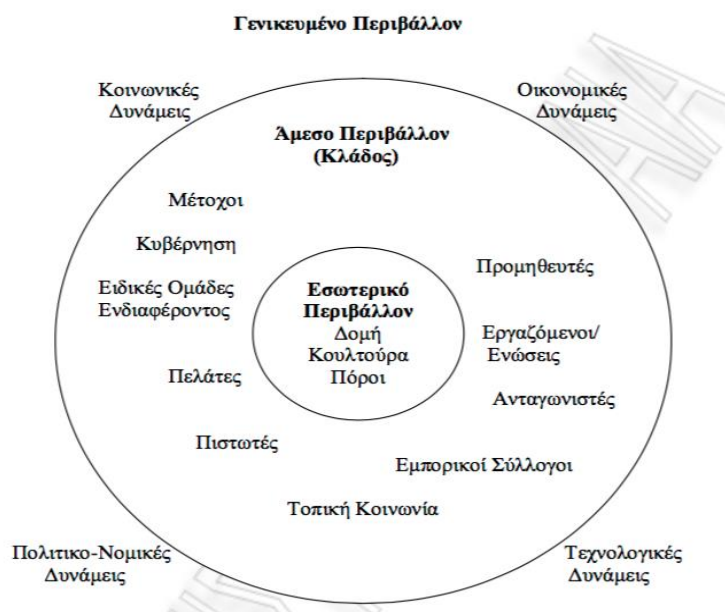 Γενικευμένο Περιβάλλον
Κοινωνικές
Δυνάμεις
Οικονομικές
Δυνάμεις
Άμεσο Περιβάλλον
(Κλάδος)
Μέτοχοι
Κυβέρνηση
Ειδικές Ομάδες
Ενδιαφέροντος
Πελάτες
Πιστωτές
Εσωτερικό
Περιβάλλον
Δομή
Κουλτούρα
Πόροι
Προμηθευτές
Εργαζόμενοι/
Ενώσεις
Ανταγωνιστές
Εμπορικοί Σύλλογοι
Τοπική Κοινωνία
Πολιτικο-Νομικές
Δυνάμεις
Τεχνολογικές
Δυνάμεις